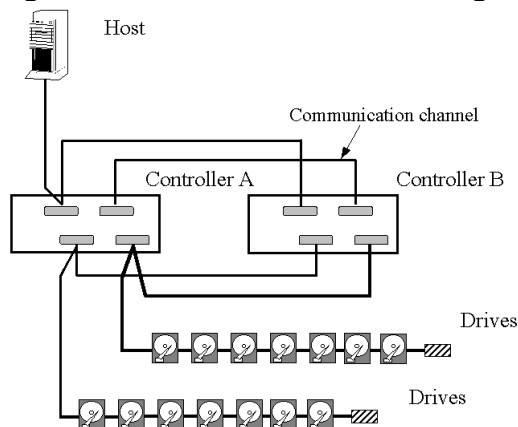 Host
Communication channel
Controller A
Controller B
Drives
Drives